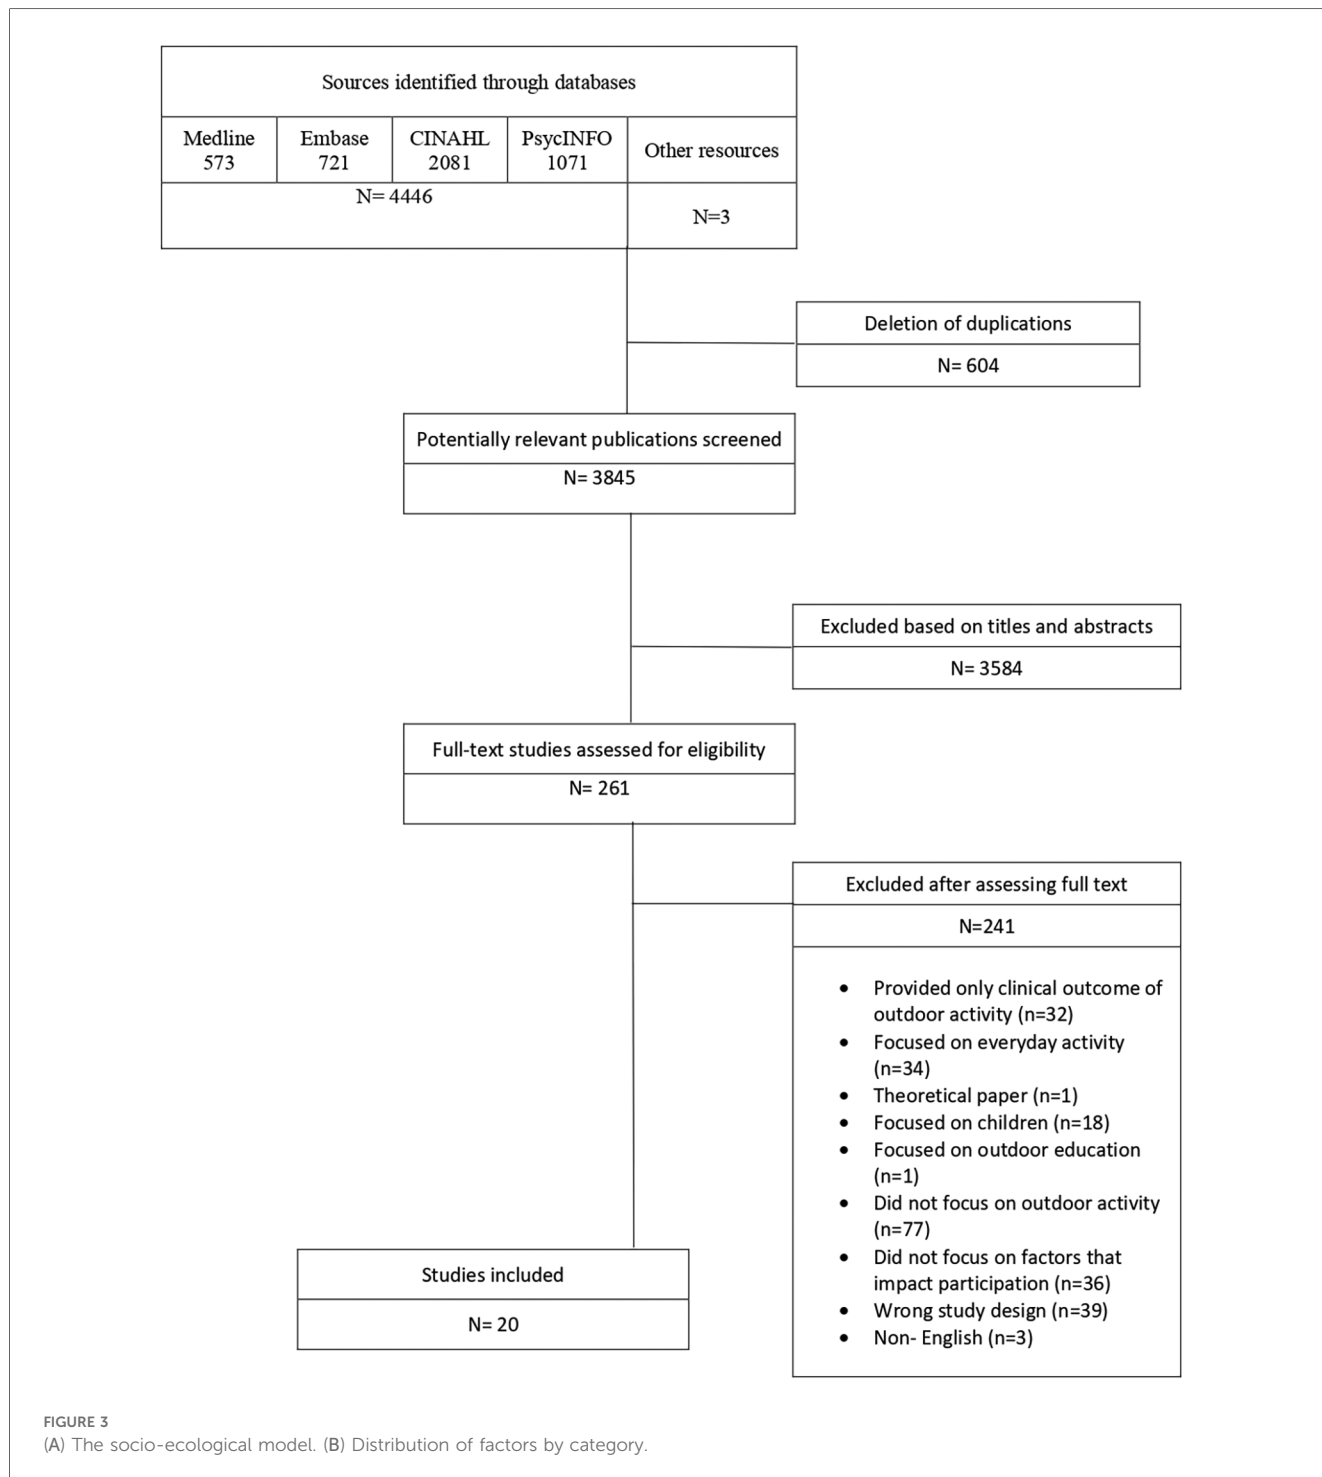 Sources identified through databases
Medline
573
Embase
721
CINAHL
2081
PsycINFO
1071
Other resources
N= 4446
N=3
Deletion of duplications
N= 604
Potentially relevant publications screened
N= 3845
Excluded based on titles and abstracts
N= 3584
Full-text studies assessed for eligibility
N= 261
Excluded after assessing full text
N=241
• Provided only clinical outcome of
outdoor activity (n=32)
• Focused on everyday activity
(n=34)
• Theoretical paper (n=1)
• Focused on children (n=18)
• Focused on outdoor education
(n=1)
• Did not focus on outdoor activity
(n=77)
• Did not focus on factors that
impact participation (n=36)
• Wrong study design (n=39)
• Non- English (n=3)
Studies included
N= 20
FIGURE 3
(A) The socio-ecological model. (B) Distribution of factors by category.